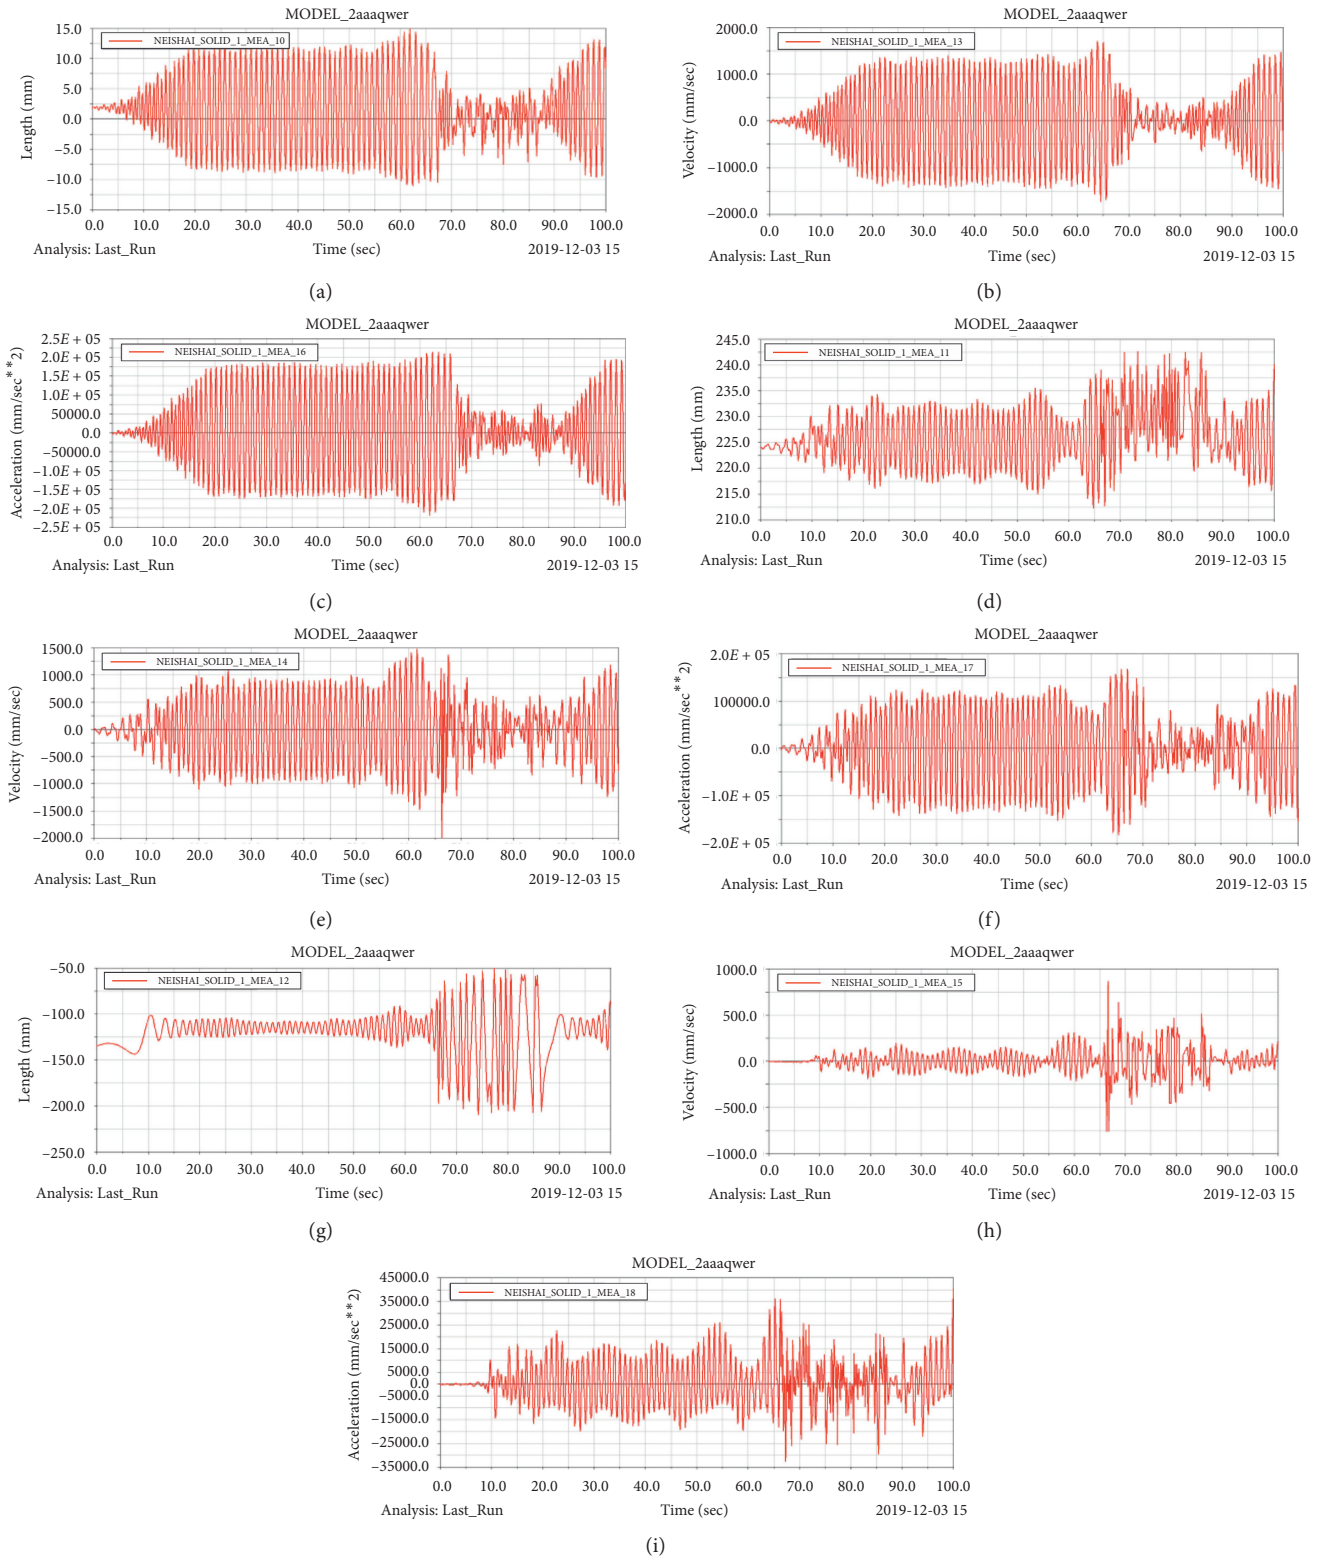 MODEL_2aaaqwer
NEISHAI_SOLID_1_MEA_10
Length (mm)
15.0
10.0
5.0
0.0
−5.0
−10.0
−15.0
0.0 10.0 20.0 30.0 40.0 50.0 60.0 70.0 80.0 90.0 100.0
Analysis: Last_Run Time (sec) 2019-12-03 15
(a)
MODEL_2aaaqwer
NEISHAI_SOLID_1_MEA_13
Velocity (mm/sec)
2000.0
1000.0
0.0
−1000.0
−2000.0
0.0 10.0 20.0 30.0 40.0 50.0 60.0 70.0 80.0 90.0 100.0
Analysis: Last_Run Time (sec) 2019-12-03 15
(b)
MODEL_2aaaqwer
NEISHAI_SOLID_1_MEA_16
Acceleration (mm/sec**2)
2.5E + 05
2.0E + 05
1.5E + 05
1.0E + 05
50000.0
0.0
−50000.0
−1.0E + 05
−1.5E + 05
−2.0E + 05
−2.5E + 05
0.0 10.0 20.0 30.0 40.0 50.0 60.0 70.0 80.0 90.0 100.0
Analysis: Last_Run Time (sec) 2019-12-03 15
(c)
MODEL_2aaaqwer
NEISHAI_SOLID_1_MEA_11
Length (mm)
245.0
240.0
235.0
230.0
225.0
220.0
215.0
210.0
0.0 10.0 20.0 30.0 40.0 50.0 60.0 70.0 80.0 90.0 100.0
Analysis: Last_Run Time (sec) 2019-12-03 15
(d)
MODEL_2aaaqwer
NEISHAI_SOLID_1_MEA_14
Velocity (mm/sec)
1500.0
1000.0
500.0
0.0
−500.0
−1000.0
−1500.0
−2000.0
0.0 10.0 20.0 30.0 40.0 50.0 60.0 70.0 80.0 90.0 100.0
Analysis: Last_Run Time (sec) 2019-12-03 15
(e)
MODEL_2aaaqwer
NEISHAI_SOLID_1_MEA_17
Acceleration (mm/sec**2)
2.0E + 05
100000.0
0.0
−1.0E + 05
−2.0E + 05
0.0 10.0 20.0 30.0 40.0 50.0 60.0 70.0 80.0 90.0 100.0
Analysis: Last_Run Time (sec) 2019-12-03 15
(f)
MODEL_2aaaqwer
NEISHAI_SOLID_1_MEA_12
Length (mm)
−50.0
−100.0
−150.0
−200.0
−250.0
0.0 10.0 20.0 30.0 40.0 50.0 60.0 70.0 80.0 90.0 100.0
Analysis: Last_Run Time (sec) 2019-12-03 15
(g)
MODEL_2aaaqwer
NEISHAI_SOLID_1_MEA_15
Velocity (mm/sec)
1000.0
500.0
0.0
−500.0
−1000.0
0.0 10.0 20.0 30.0 40.0 50.0 60.0 70.0 80.0 90.0 100.0
Analysis: Last_Run Time (sec) 2019-12-03 15
(h)
MODEL_2aaaqwer
NEISHAI_SOLID_1_MEA_18
Acceleration (mm/sec**2)
45000.0
35000.0
25000.0
15000.0
5000.0
0.0
−5000.0
−15000.0
−25000.0
−35000.0
0.0 10.0 20.0 30.0 40.0 50.0 60.0 70.0 80.0 90.0 100.0
Analysis: Last_Run Time (sec) 2019-12-03 15
(i)